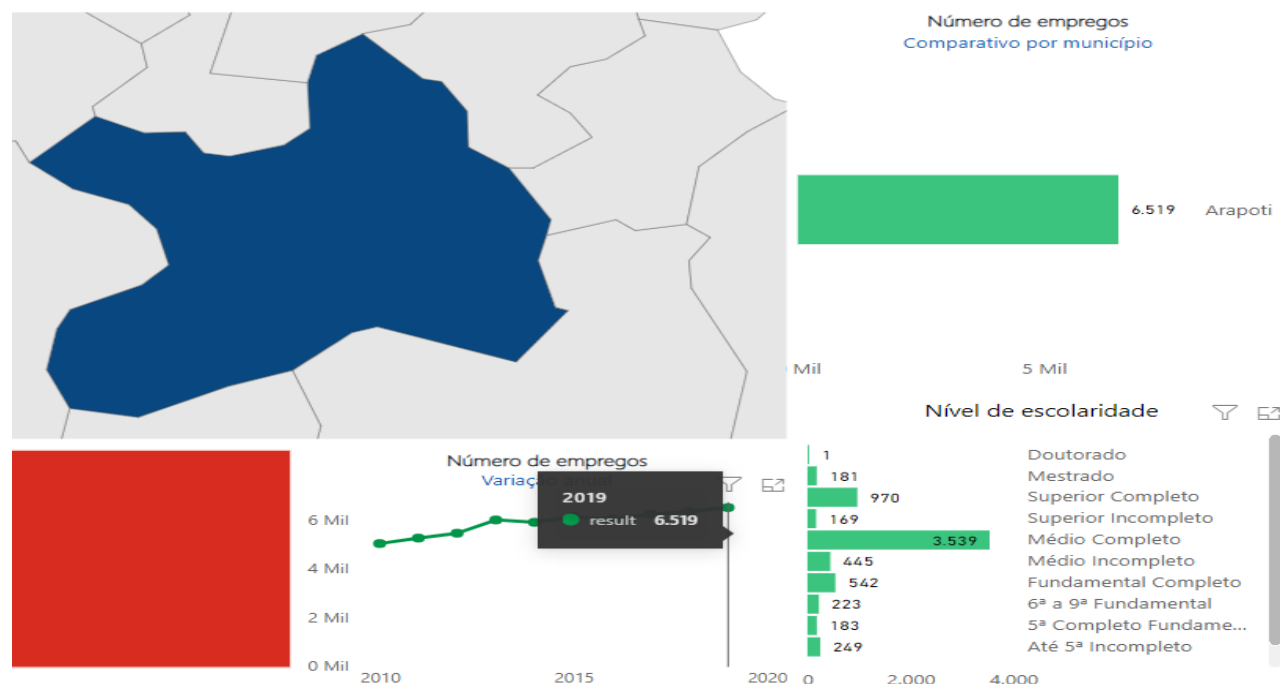 Número de empregos
Comparativo por município
6.519 Arapoti
Mil 5 Mil
Nível de escolaridade
1 Doutorado
181 Mestrado
970 Superior Completo
169 Superior Incompleto
3.539 Médio Completo
445 Médio Incompleto
542 Fundamental Completo
223 6ª a 9ª Fundamental
183 5ª Completo Fundame...
249 Até 5ª Incompleto
0 2.000 4.000
Número de empregos
Variaç anual
2019
result 6.519
6 Mil
4 Mil
2 Mil
0 Mil
2010 2015 2020